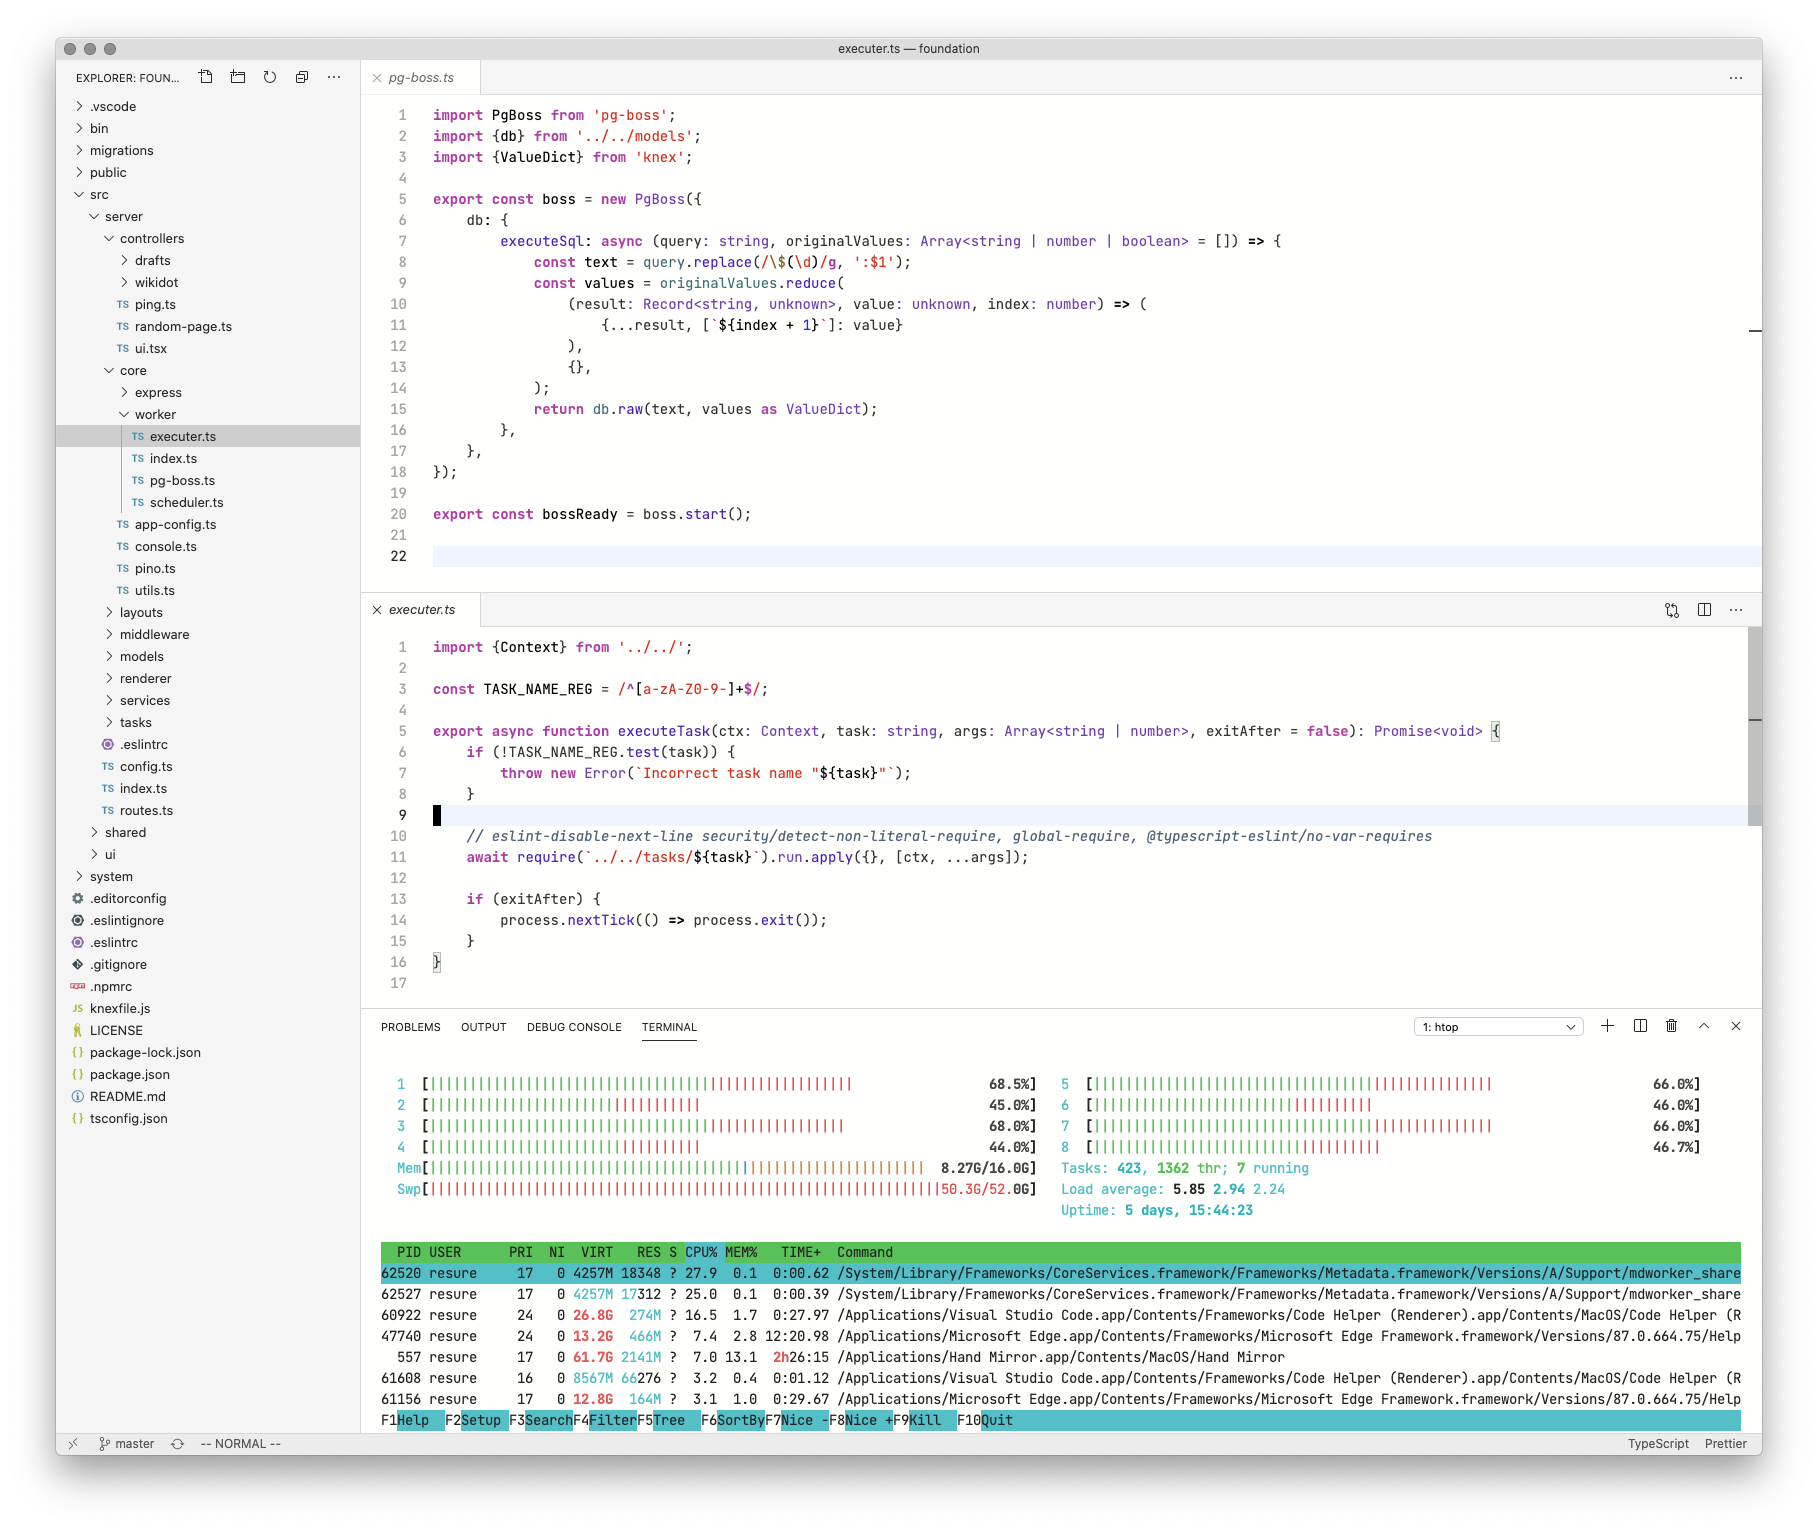 executer.ts — foundation
EXPLORER: FOUN...
.vscode
bin
migrations
public
src
server
controllers
drafts
wikidot
TS ping.ts
TS random-page.ts
TS ui.tsx
core
express
worker
TS executer.ts
TS index.ts
TS pg-boss.ts
TS scheduler.ts
TS app-config.ts
TS console.ts
TS pino.ts
TS utils.ts
layouts
middleware
models
renderer
services
tasks
.eslintrc
TS config.ts
TS index.ts
TS routes.ts
shared
ui
system
.editorconfig
.eslintignore
.eslintrc
.gitignore
npm .npmrc
JS knexfile.js
LICENSE
{} package-lock.json
{} package.json
README.md
{} tsconfig.json
pg-boss.ts
1 import PgBoss from 'pg-boss';
2 import {db} from '../../models';
3 import {ValueDict} from 'knex';
4
5 export const boss = new PgBoss({
6     db: {
7         executeSql: async (query: string, originalValues: Array<string | number | boolean> = []) => {
8             const text = query.replace(/\$(\d)/g, ':$1');
9             const values = originalValues.reduce(
10                 (result: Record<string, unknown>, value: unknown, index: number) => (
11                     {...result, [`${index + 1}`]: value}
12                 ),
13                 {},
14             );
15             return db.raw(text, values as ValueDict);
16         },
17     },
18 });
19
20 export const bossReady = boss.start();
21
22
executer.ts
1 import {Context} from '../../';
2
3 const TASK_NAME_REG = /^[a-zA-Z0-9-]+$/;
4
5 export async function executeTask(ctx: Context, task: string, args: Array<string | number>, exitAfter = false): Promise<void> {
6     if (!TASK_NAME_REG.test(task)) {
7         throw new Error(`Incorrect task name "${task}"`);
8     }
9
10     // eslint-disable-next-line security/detect-non-literal-require, global-require, @typescript-eslint/no-var-requires
11     await require(`../../tasks/${task}`).run.apply({}, [ctx, ...args]);
12
13     if (exitAfter) {
14         process.nextTick(() => process.exit());
15     }
16 }
17
PROBLEMS OUTPUT DEBUG CONSOLE TERMINAL 1: htop
1 [ 68.5%] 5 [ 66.0%]
2 [ 45.0%] 6 [ 46.0%]
3 [ 68.0%] 7 [ 66.0%]
4 [ 44.0%] 8 [ 46.7%]
Mem[ 8.27G/16.0G] Tasks: 423, 1362 thr; 7 running
Swp[ 50.3G/52.0G] Load average: 5.85 2.94 2.24
Uptime: 5 days, 15:44:23
PID USER PRI NI VIRT RES S CPU% MEM% TIME+ Command
62520 resure 17 0 4257M 18348 ? 27.9 0.1 0:00.62 /System/Library/Frameworks/CoreServices.framework/Frameworks/Metadata.framework/Versions/A/Support/mdworker_share
62527 resure 17 0 4257M 17312 ? 25.0 0.1 0:00.39 /System/Library/Frameworks/CoreServices.framework/Frameworks/Metadata.framework/Versions/A/Support/mdworker_share
60922 resure 24 0 26.8G 274M ? 16.5 1.7 0:27.97 /Applications/Visual Studio Code.app/Contents/Frameworks/Code Helper (Renderer).app/Contents/MacOS/Code Helper (R
47740 resure 24 0 13.2G 466M ? 7.4 2.8 12:20.98 /Applications/Microsoft Edge.app/Contents/Frameworks/Microsoft Edge Framework.framework/Versions/87.0.664.75/Help
557 resure 17 0 61.7G 2141M ? 7.0 13.1 2h26:15 /Applications/Hand Mirror.app/Contents/MacOS/Hand Mirror
61608 resure 16 0 8567M 66276 ? 3.2 0.4 0:01.12 /Applications/Visual Studio Code.app/Contents/Frameworks/Code Helper (Renderer).app/Contents/MacOS/Code Helper (R
61156 resure 17 0 12.8G 164M ? 3.1 1.0 0:29.67 /Applications/Microsoft Edge.app/Contents/Frameworks/Microsoft Edge Framework.framework/Versions/87.0.664.75/Help
F1Help F2Setup F3SearchF4FilterF5Tree F6SortByF7Nice -F8Nice +F9Kill F10Quit
master -- NORMAL -- TypeScript Prettier